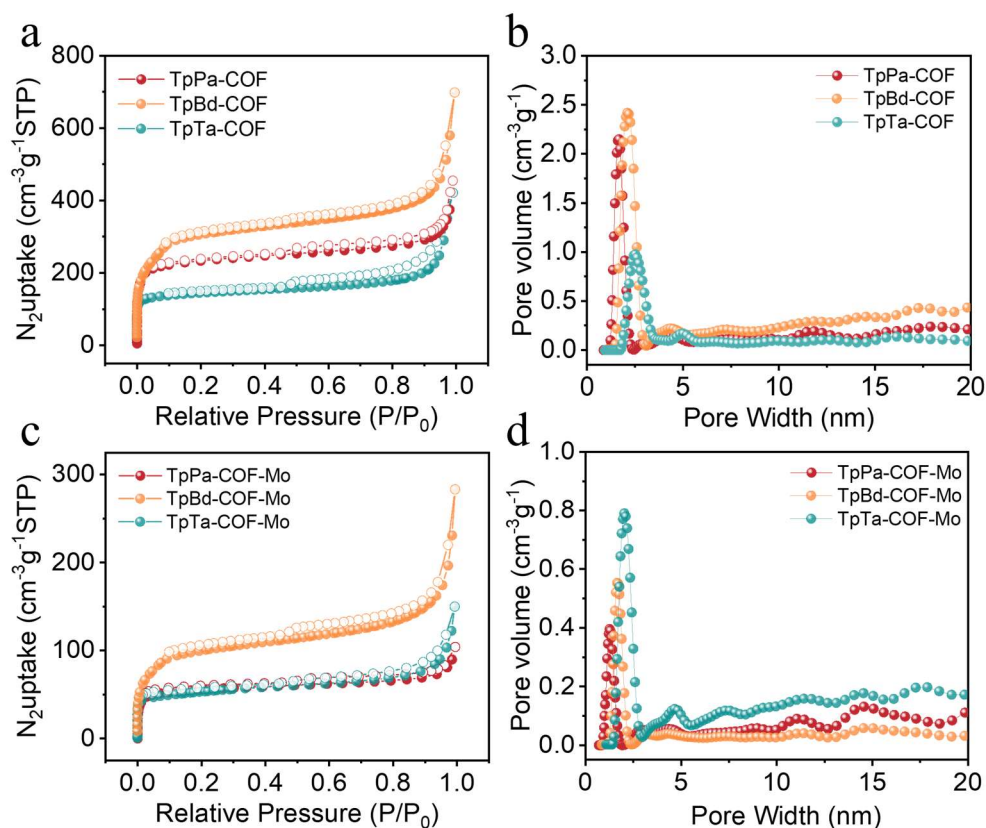 a
800
600
400
200
0
N₂uptake (cm⁻³g⁻¹STP)
TpPa-COF
TpBd-COF
TpTa-COF
0.0 0.2 0.4 0.6 0.8 1.0
Relative Pressure (P/P₀)
b
3.0
2.5
2.0
1.5
1.0
0.5
0.0
Pore volume (cm⁻³g⁻¹)
TpPa-COF
TpBd-COF
TpTa-COF
5 10 15 20
Pore Width (nm)
c
300
200
100
0
N₂uptake (cm⁻³g⁻¹STP)
TpPa-COF-Mo
TpBd-COF-Mo
TpTa-COF-Mo
0.0 0.2 0.4 0.6 0.8 1.0
Relative Pressure (P/P₀)
d
1.0
0.8
0.6
0.4
0.2
0.0
Pore volume (cm⁻³g⁻¹)
TpPa-COF-Mo
TpBd-COF-Mo
TpTa-COF-Mo
5 10 15 20
Pore Width (nm)